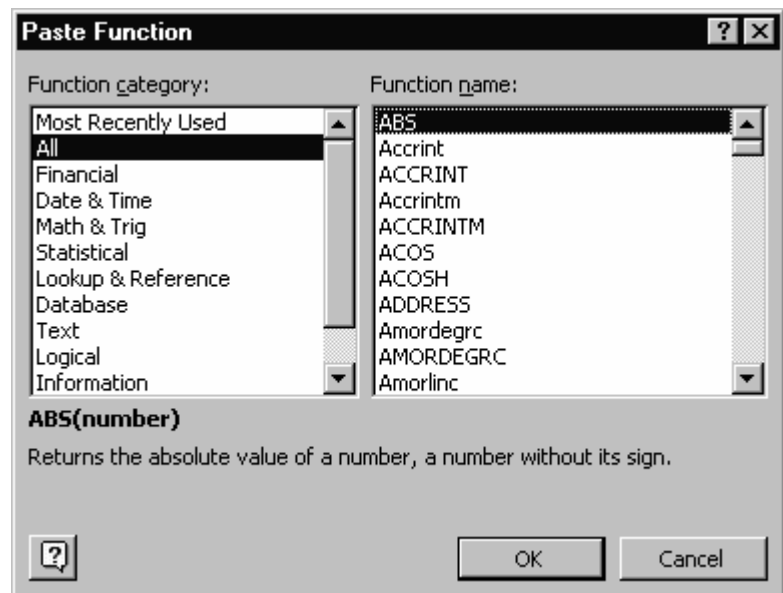 Paste Function
Function category:
Most Recently Used
All
Financial
Date & Time
Math & Trig
Statistical
Lookup & Reference
Database
Text
Logical
Information
Function name:
ABS
Accrint
ACCRINT
Accrintm
ACCRINTM
ACOS
ACOSH
ADDRESS
Amordegrc
AMORDEGRC
Amorlinc
ABS(number)
Returns the absolute value of a number, a number without its sign.
OK
Cancel